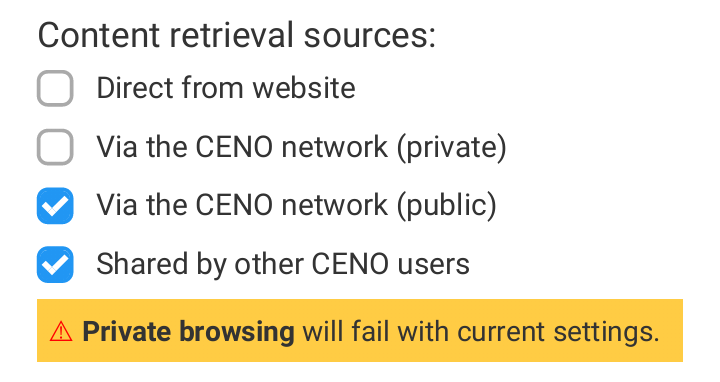 Content retrieval sources:
Direct from website
Via the CENO network (private)
Via the CENO network (public)
Shared by other CENO users
⚠ Private browsing will fail with current settings.